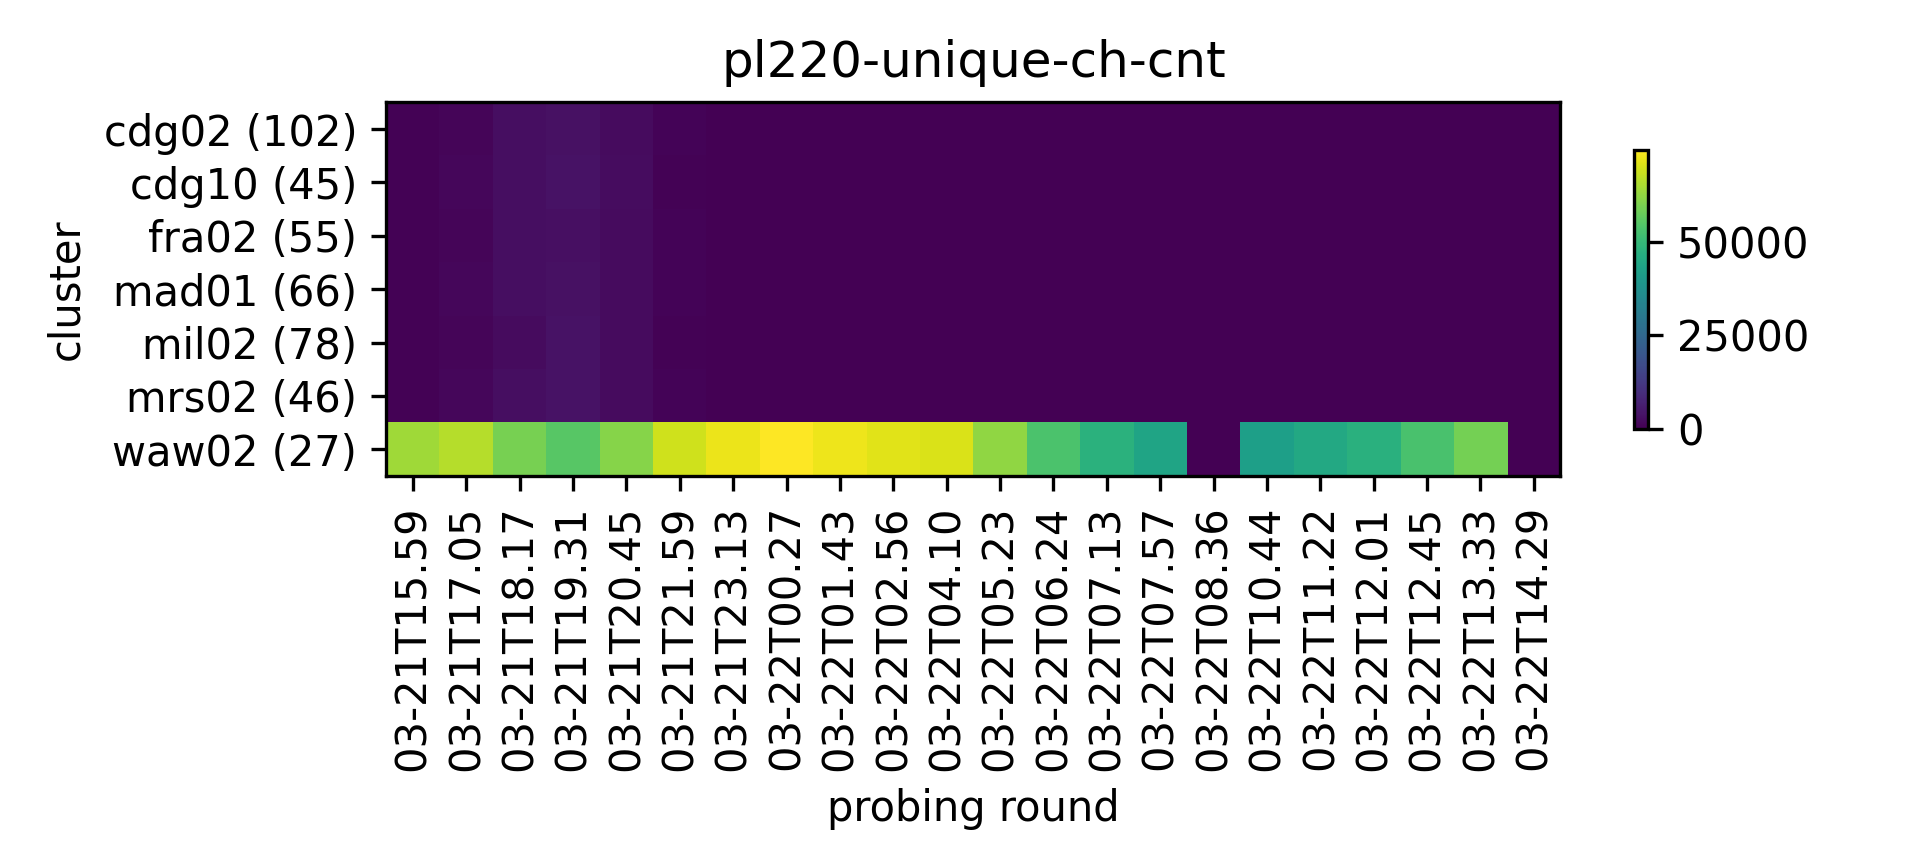 pl220-unique-ch-cnt
cluster
cdg02 (102)
cdg10 (45)
fra02 (55)
mad01 (66)
mil02 (78)
mrs02 (46)
waw02 (27)
50000
25000
0
03-21T15.59
03-21T17.05
03-21T18.17
03-21T19.31
03-21T20.45
03-21T21.59
03-21T23.13
03-22T00.27
03-22T01.43
03-22T02.56
03-22T04.10
03-22T05.23
03-22T06.24
03-22T07.13
03-22T07.57
03-22T08.36
03-22T10.44
03-22T11.22
03-22T12.01
03-22T12.45
03-22T13.33
03-22T14.29
probing round